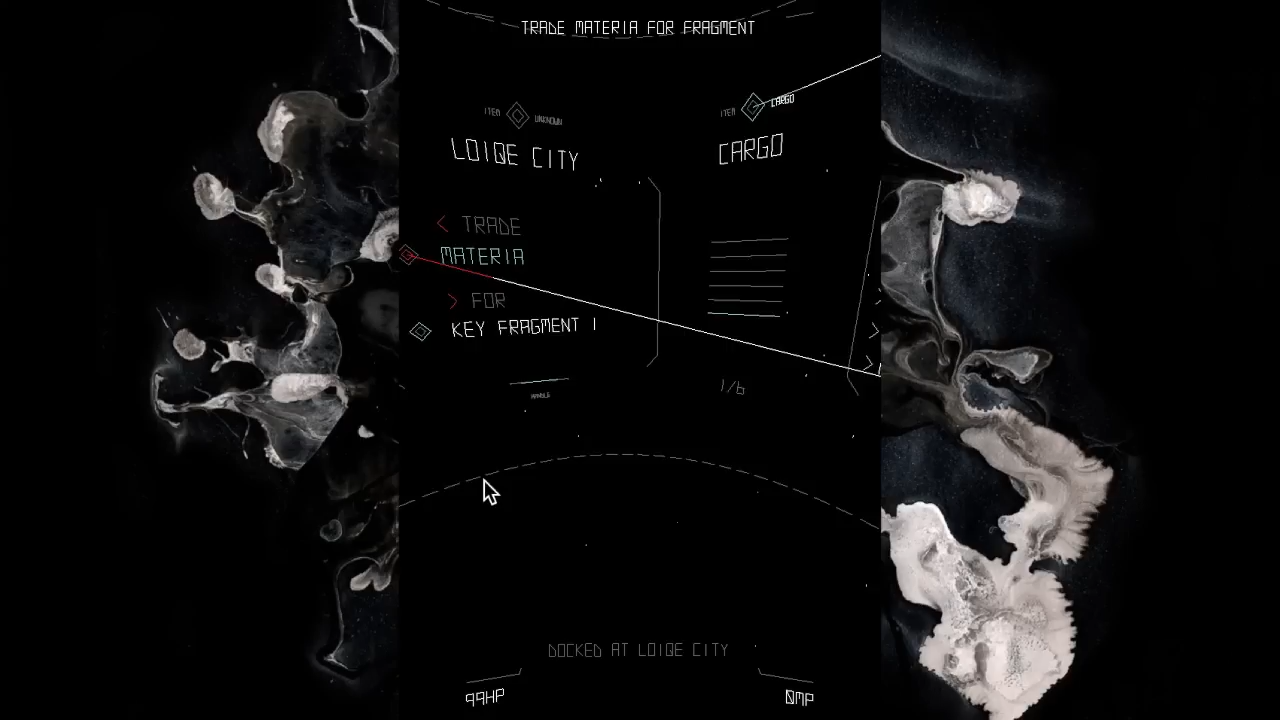 TRADE MATERIA FOR FRAGMENT
ITEM UNKNOWN
LOIQE CITY
ITEM CARGO
CARGO
< TRADE
MATERIA
> FOR
KEY FRAGMENT I
1/6
DOCKED AT LOIQE CITY
99HP
0MP